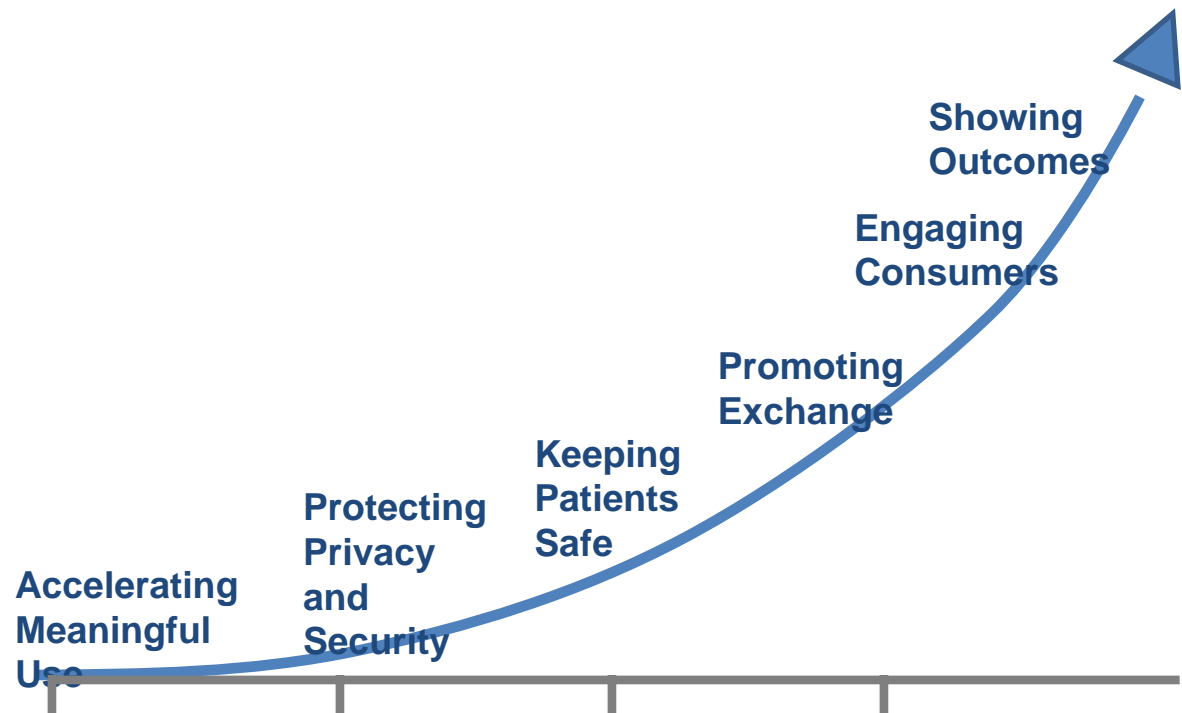 Showing
Outcomes
Engaging
Consumers
Promoting
Exchange
Keeping
Patients
Safe
Protecting
Privacy
and
Security
Accelerating
Meaningful
Use